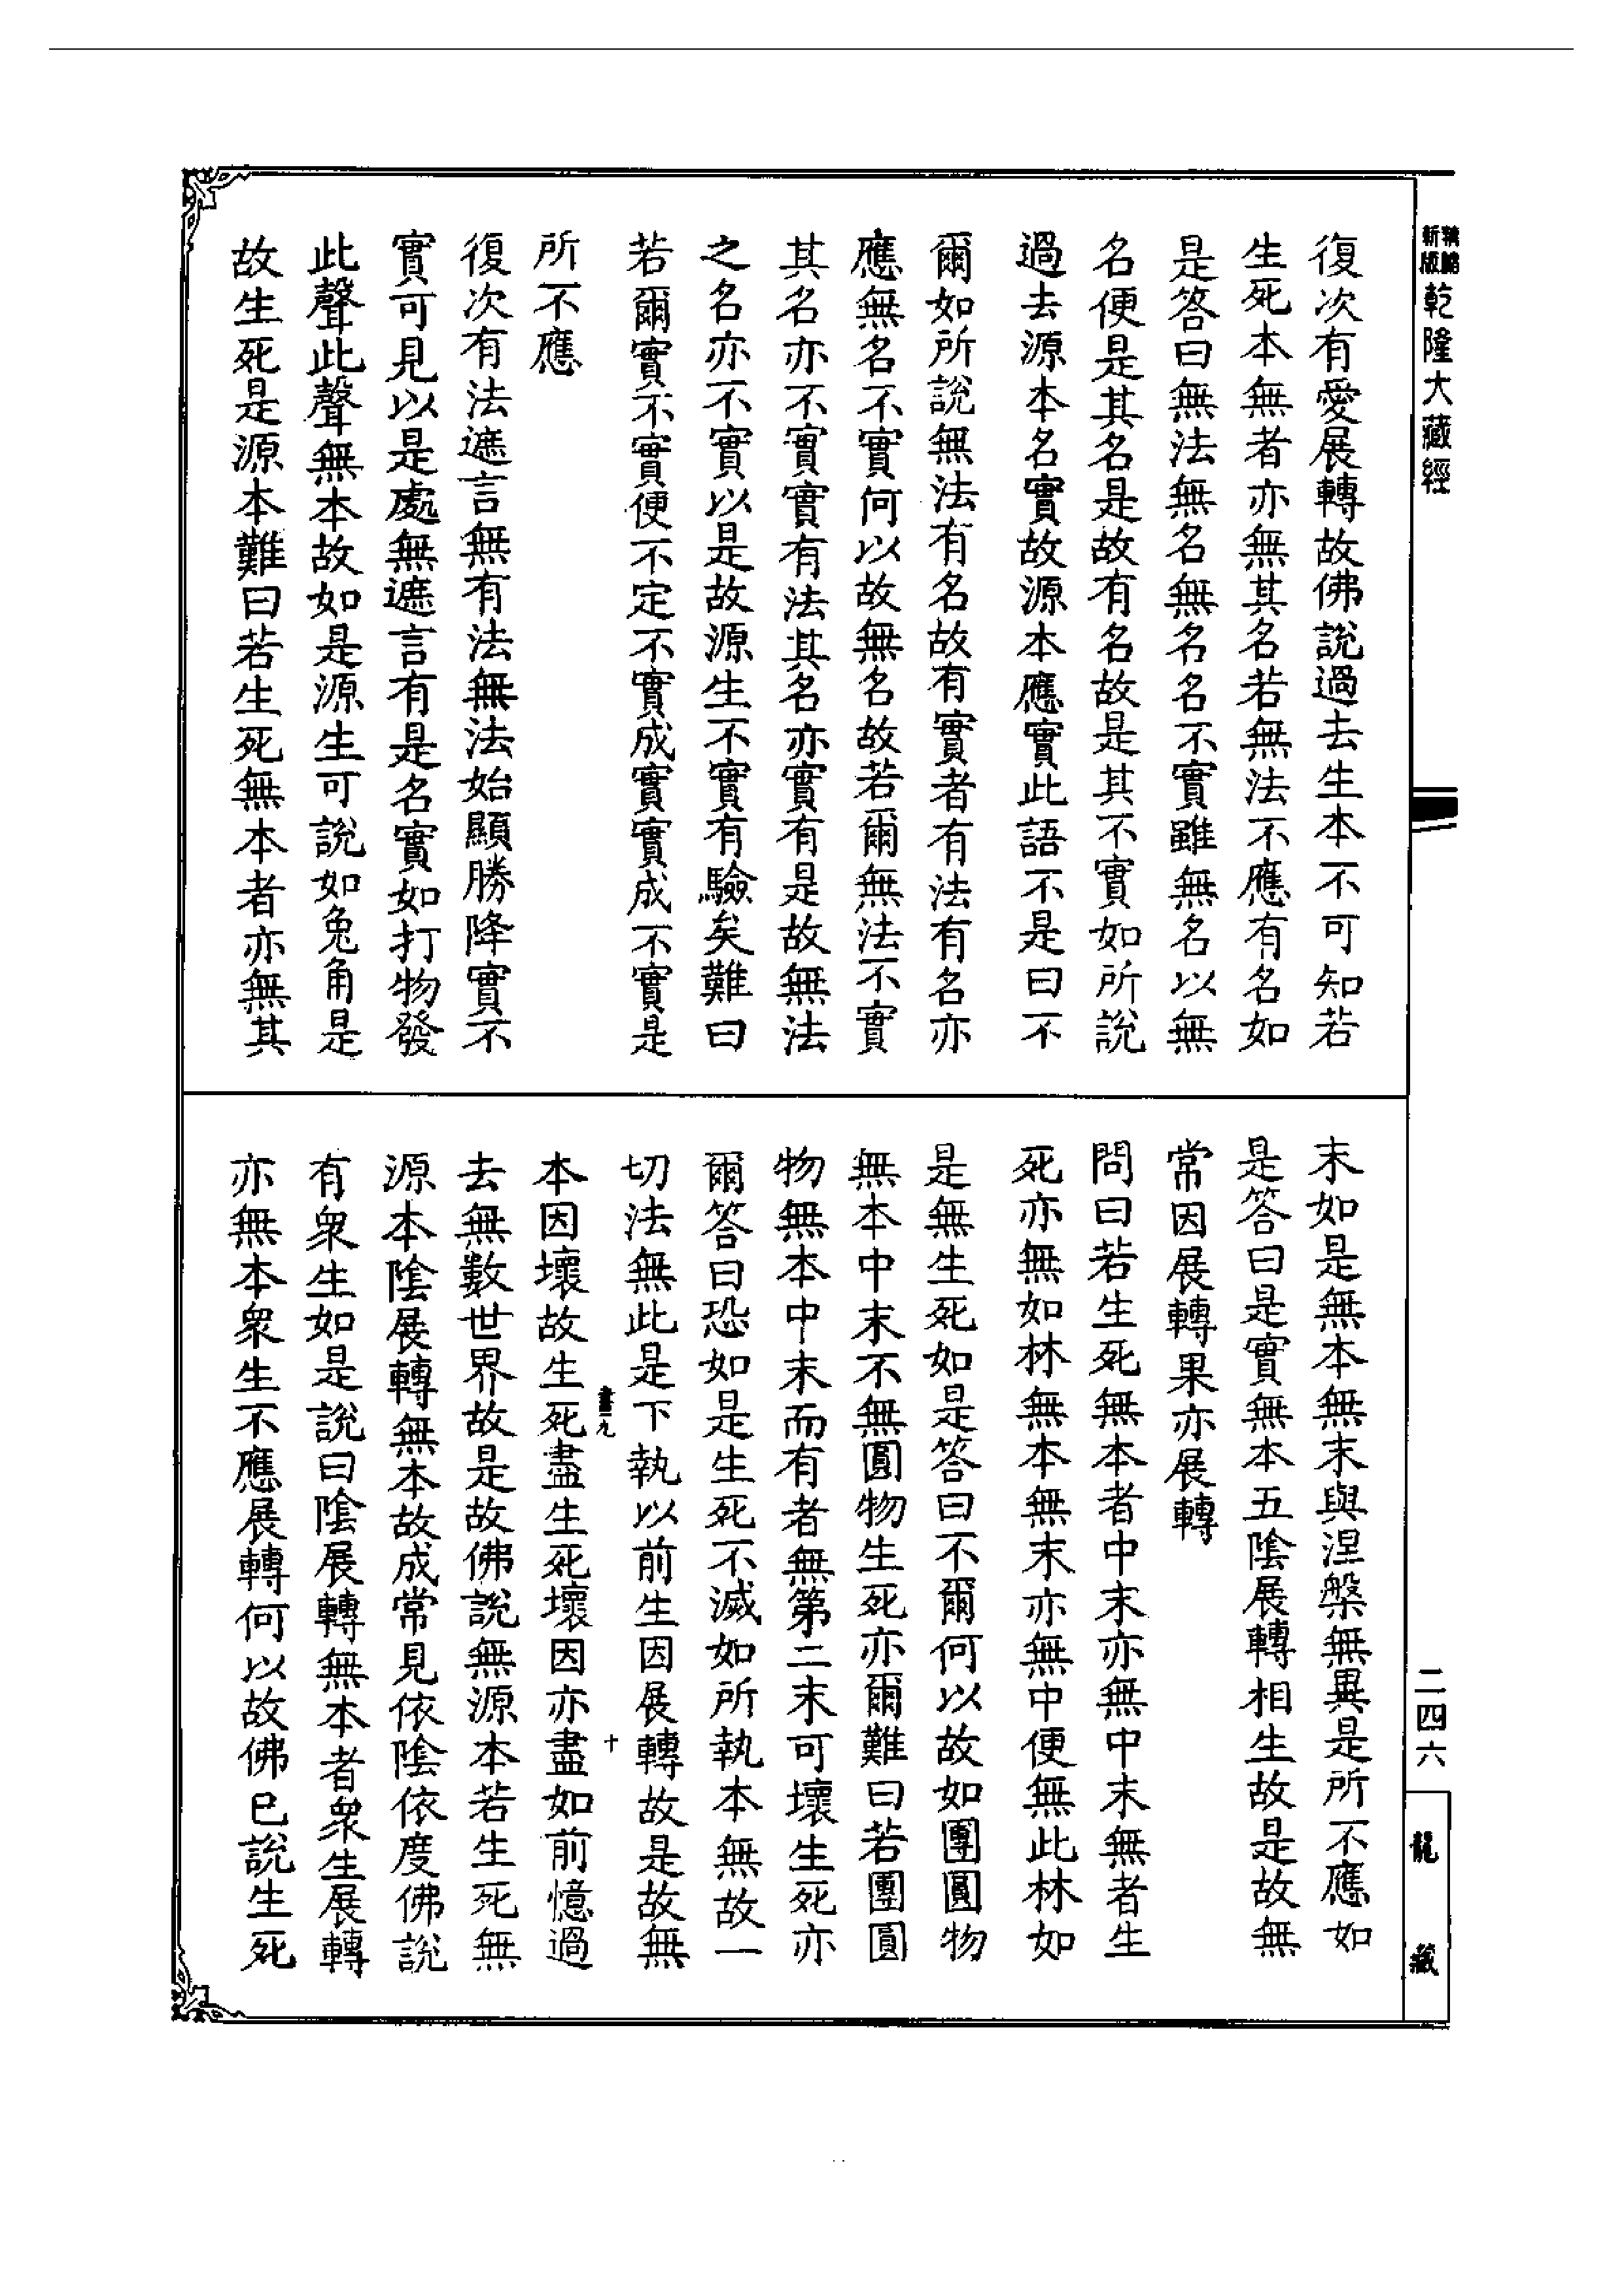 新版
精縮
乾隆大藏經
復次有愛展轉故佛說過去生本不可知若
生死本無者亦無其名若無法不應有名如
是答曰無法無名無名名不實雖無名以無
名便是其名是故有名故是其不實如所說
過去源本名實故源本應實此語不是曰不
爾如所說無法有名故有實者有法有名亦
應無名不實何以故無名故若爾無法不實
其名亦不實實有法其名亦實有是故無法
之名亦不實以是故源生不實有驗矣難曰
若爾實不實便不定不實成實實成不實是
所不應
復次有法遮言無有法無法始顯勝降實不
實可見以是處無遮言有是名實如打物發
此聲此聲無本故如是源生可說如兔角是
故生死是源本難曰若生死無本者亦無其
末如是無本無末與涅槃無異是所不應如
是答曰是實無本五陰展轉相生故是故無
常因展轉果亦展轉
問曰若生死無本者中末亦無中末無者生
死亦無如林無本無末亦無中便無此林如
是無生死如是答曰不爾何以故如團圓物
無本中末不無圓物生死亦爾難曰若團圓
物無本中末而有者無第二末可壞生死亦
爾答曰恐如是生死不滅如所執本無故一
切法無此是下執以前生因展轉故是故無
本因壞故生死盡生死壞因亦盡如前憶過
去無數世界故是故佛說無源本若生死無
源本陰展轉無本故成常見依陰依度佛說
有眾生如是說曰陰展轉無本者眾生展轉
亦無本眾生不應展轉何以故佛已說生死
十
二四六
龍藏